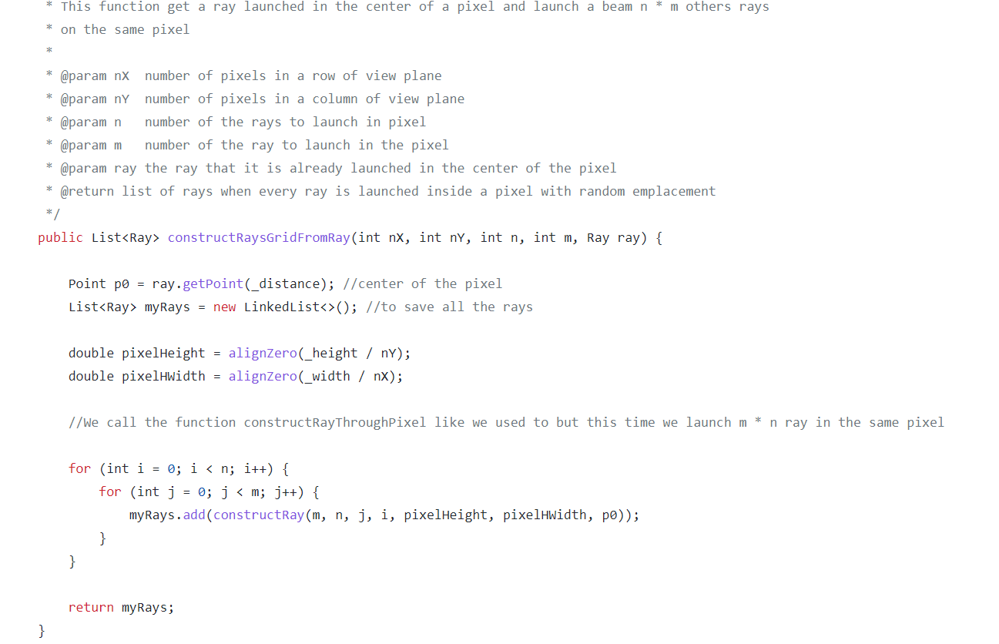 * This function get a ray launched in the center of a pixel and launch a beam n * m others rays
* on the same pixel
*
* @param nX  number of pixels in a row of view plane
* @param nY  number of pixels in a column of view plane
* @param n   number of the rays to launch in pixel
* @param m   number of the ray to launch in the pixel
* @param ray the ray that it is already launched in the center of the pixel
* @return list of rays when every ray is launched inside a pixel with random emplacement
*/
public List<Ray> constructRaysGridFromRay(int nX, int nY, int n, int m, Ray ray) {
Point p0 = ray.getPoint(_distance); //center of the pixel
List<Ray> myRays = new LinkedList<>(); //to save all the rays
double pixelHeight = alignZero(_height / nY);
double pixelHWidth = alignZero(_width / nX);
//We call the function constructRayThroughPixel like we used to but this time we launch m * n ray in the same pixel
for (int i = 0; i < n; i++) {
for (int j = 0; j < m; j++) {
myRays.add(constructRay(m, n, j, i, pixelHeight, pixelHWidth, p0));
}
}
return myRays;
}